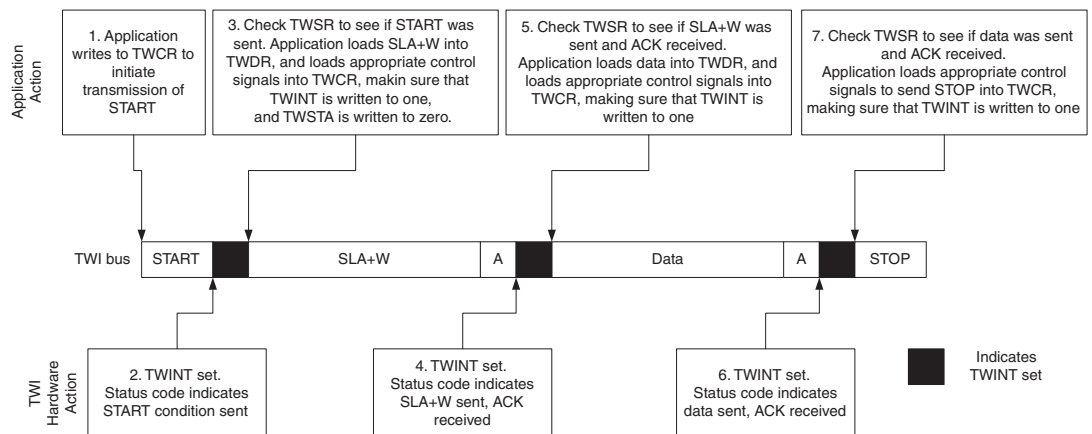 Application
Action
1. Application
writes to TWCR to
initiate
transmission of
START
3. Check TWSR to see if START was
sent. Application loads SLA+W into
TWDR, and loads appropriate control
signals into TWCR, makin sure that
TWINT is written to one,
and TWSTA is written to zero.
5. Check TWSR to see if SLA+W was
sent and ACK received.
Application loads data into TWDR, and
loads appropriate control signals into
TWCR, making sure that TWINT is
written to one
7. Check TWSR to see if data was sent
and ACK received.
Application loads appropriate control
signals to send STOP into TWCR,
making sure that TWINT is written to one
TWI bus
START
SLA+W
A
Data
A
STOP
TWI
Hardware
Action
2. TWINT set.
Status code indicates
START condition sent
4. TWINT set.
Status code indicates
SLA+W sent, ACK
received
6. TWINT set.
Status code indicates
data sent, ACK received
Indicates
TWINT set